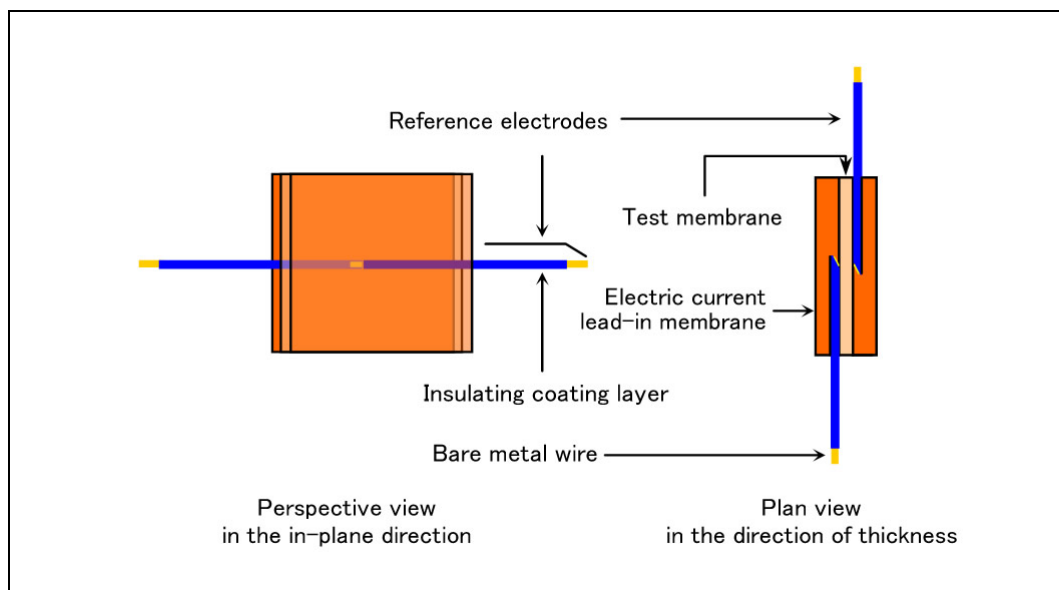 Reference electrodes
Test membrane
Electric current
lead-in membrane
Insulating coating layer
Bare metal wire
Perspective view
in the in-plane direction
Plan view
in the direction of thickness